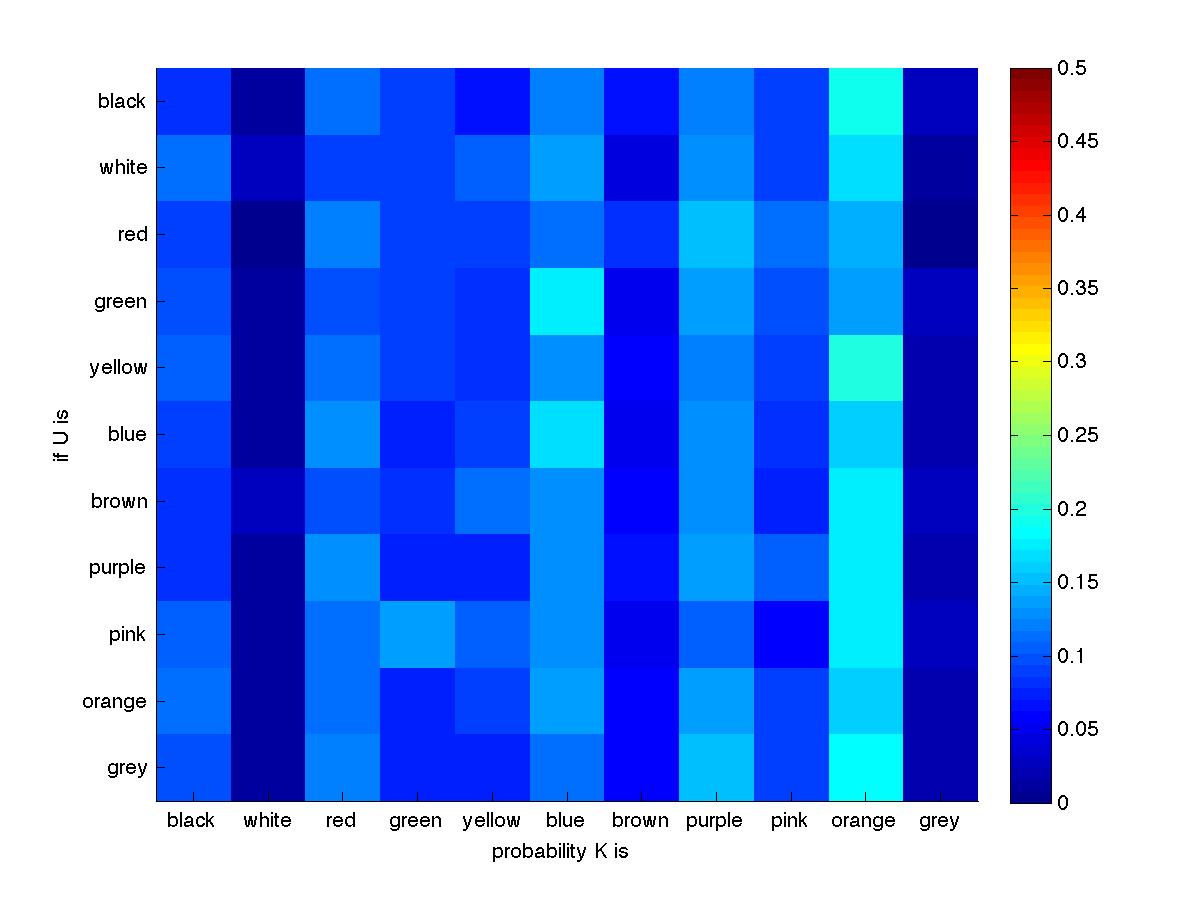 black
white
red
green
yellow
blue
brown
purple
pink
orange
grey
if U is
black white red green yellow blue brown purple pink orange grey
probability K is
0.5
0.45
0.4
0.35
0.3
0.25
0.2
0.15
0.1
0.05
0